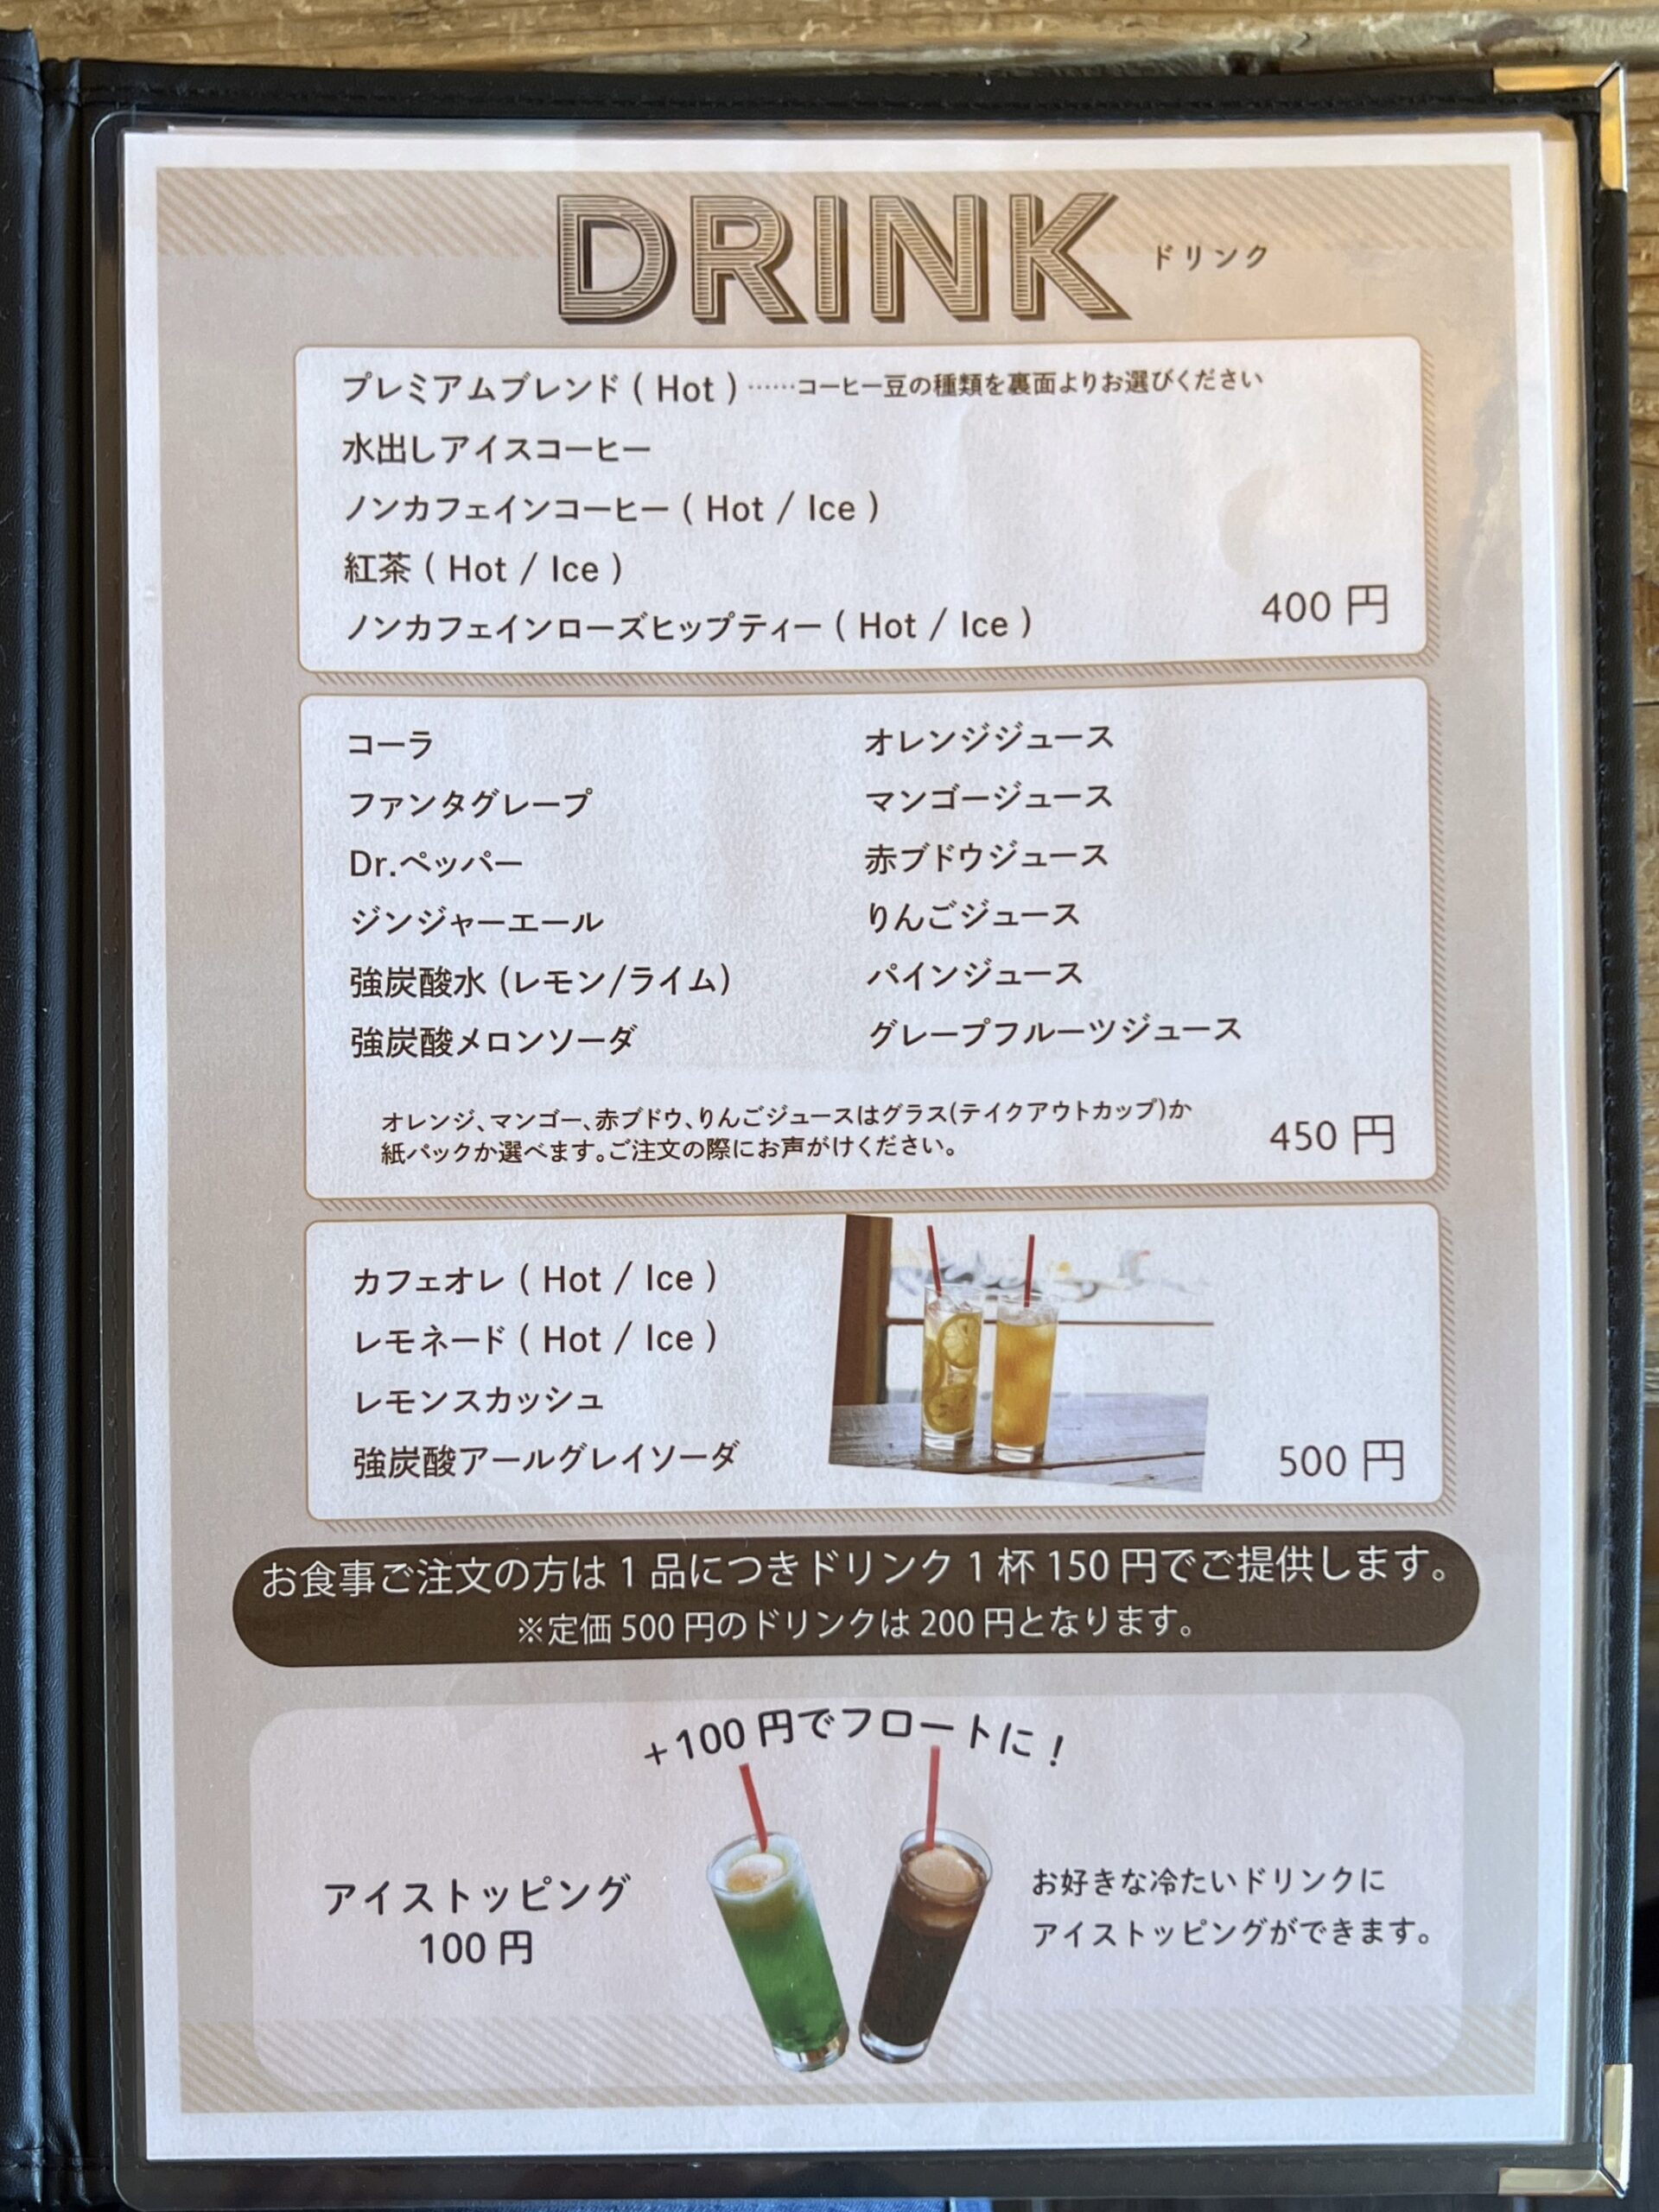 DRINK ドリンク
プレミアムブレンド ( Hot ) ……コーヒー豆の種類を裏面よりお選びください
水出しアイスコーヒー
ノンカフェインコーヒー ( Hot / Ice )
紅茶 ( Hot / Ice )
ノンカフェインローズヒップティー ( Hot / Ice )
400 円
コーラ
ファンタグレープ
Dr.ペッパー
ジンジャーエール
強炭酸水 (レモン/ライム)
強炭酸メロンソーダ
オレンジジュース
マンゴージュース
赤ブドウジュース
りんごジュース
パインジュース
グレープフルーツジュース
オレンジ、マンゴー、赤ブドウ、りんごジュースはグラス(テイクアウトカップ)か
紙パックか選べます。ご注文の際にお声がけください。
450 円
カフェオレ ( Hot / Ice )
レモネード ( Hot / Ice )
レモンスカッシュ
強炭酸アールグレイソーダ
500 円
お食事ご注文の方は 1 品につきドリンク 1 杯 150 円でご提供します。
※定価 500 円のドリンクは 200 円となります。
+100 円でフロートに！
アイストッピング
100 円
お好きな冷たいドリンクに
アイストッピングができます。